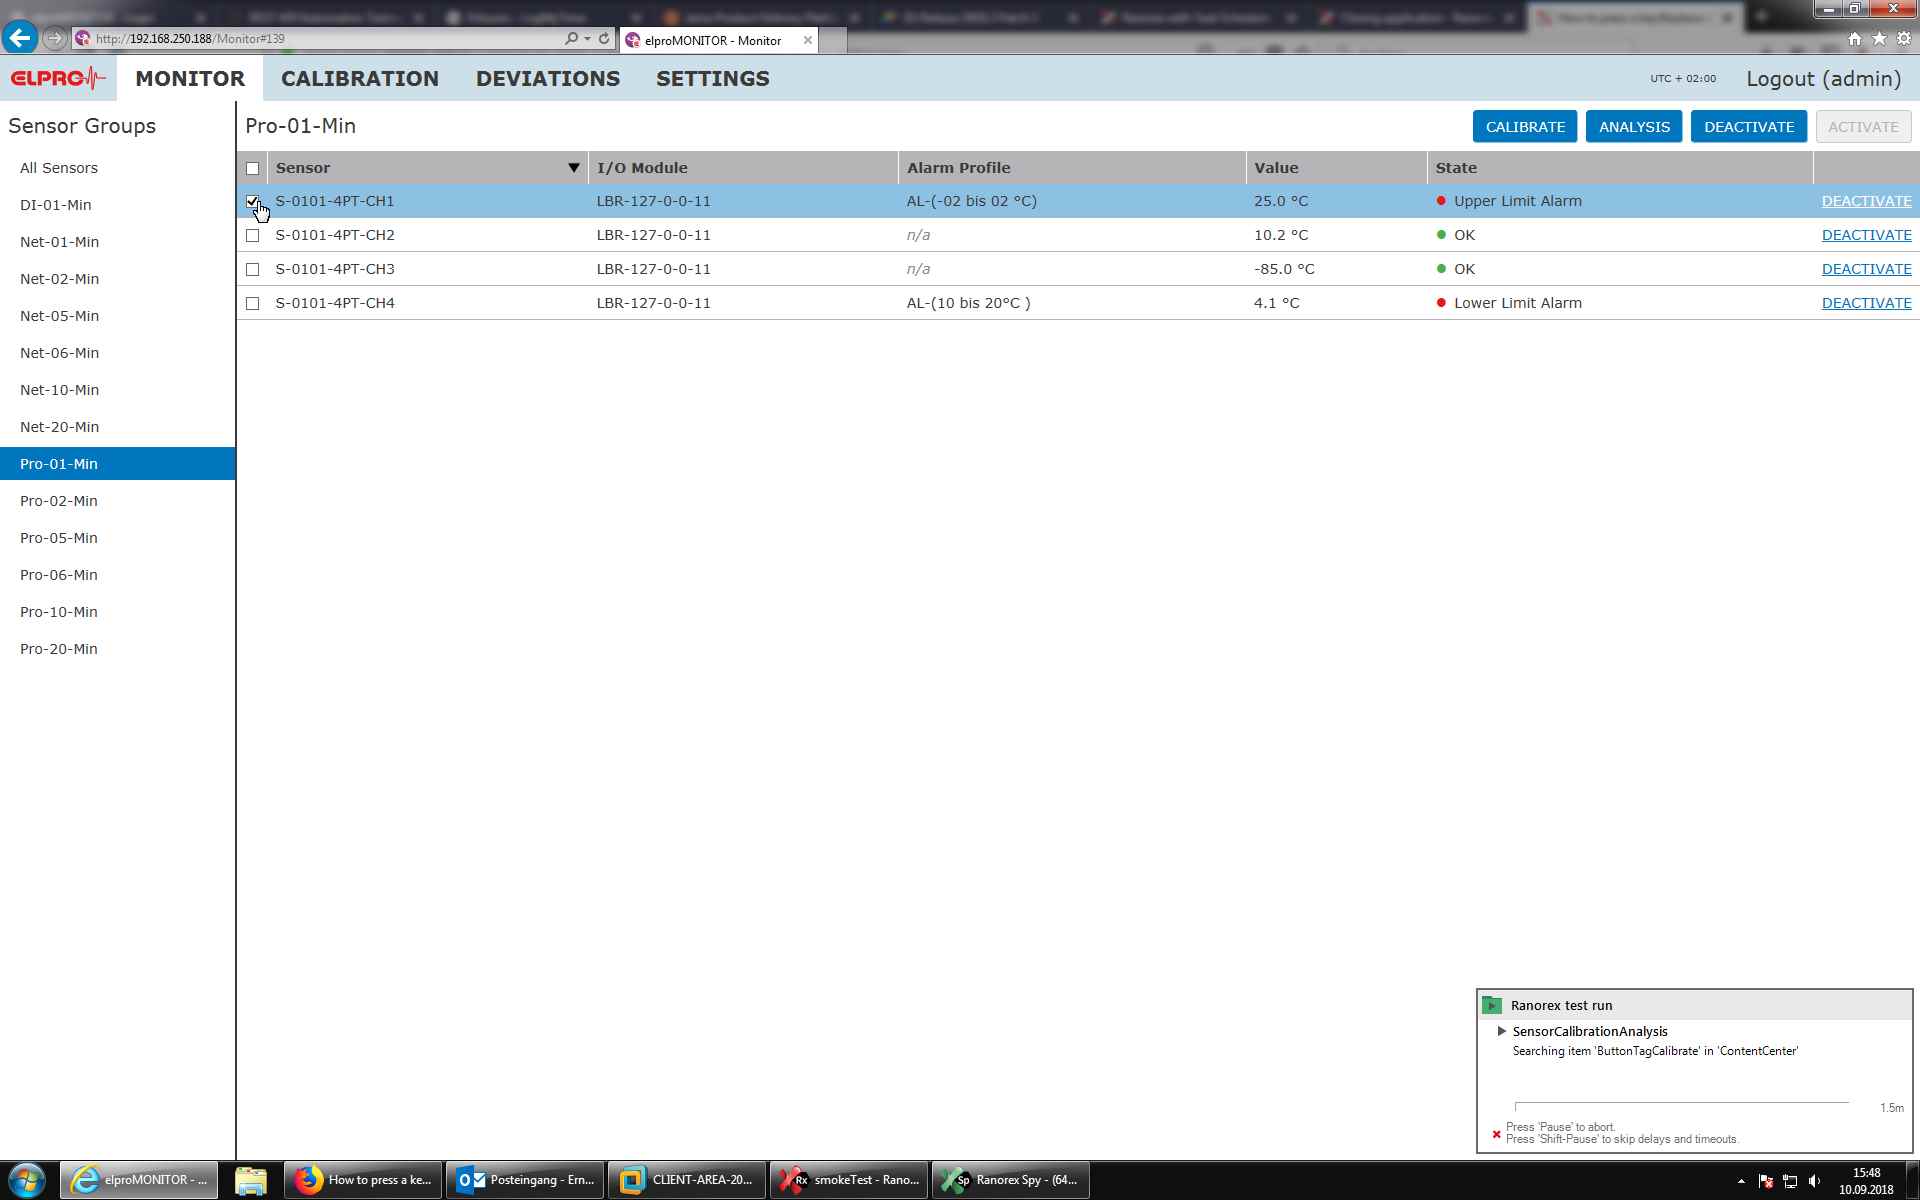 http://192.168.250.188/Monitor#139
elproMONITOR - Monitor
ELPRO
MONITOR
CALIBRATION
DEVIATIONS
SETTINGS
UTC + 02:00
Logout (admin)
Sensor Groups
All Sensors
DI-01-Min
Net-01-Min
Net-02-Min
Net-05-Min
Net-06-Min
Net-10-Min
Net-20-Min
Pro-01-Min
Pro-02-Min
Pro-05-Min
Pro-06-Min
Pro-10-Min
Pro-20-Min
Pro-01-Min
CALIBRATE ANALYSIS DEACTIVATE ACTIVATE
Sensor I/O Module Alarm Profile Value State
S-0101-4PT-CH1 LBR-127-0-0-11 AL-(-02 bis 02 °C) 25.0 °C Upper Limit Alarm DEACTIVATE
S-0101-4PT-CH2 LBR-127-0-0-11 n/a 10.2 °C OK DEACTIVATE
S-0101-4PT-CH3 LBR-127-0-0-11 n/a -85.0 °C OK DEACTIVATE
S-0101-4PT-CH4 LBR-127-0-0-11 AL-(10 bis 20°C ) 4.1 °C Lower Limit Alarm DEACTIVATE
Ranorex test run
SensorCalibrationAnalysis
Searching item 'ButtonTagCalibrate' in 'ContentCenter'
1.5m
Press 'Pause' to abort.
Press 'Shift-Pause' to skip delays and timeouts.
elproMONITOR - ...
How to press a ke...
Posteingang - Ern...
CLIENT-AREA-20...
Rx smokeTest - Rano...
Sp Ranorex Spy - (64...
15:48
10.09.2018